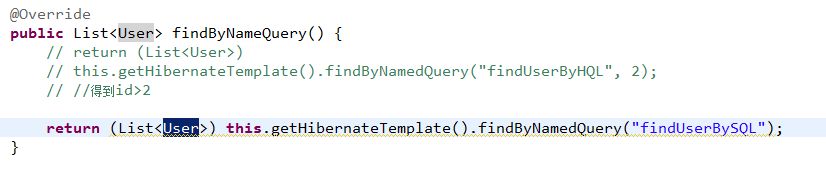 @Override
public List<User> findByNameQuery() {
// return (List<User>)
// this.getHibernateTemplate().findByNamedQuery("findUserByHQL", 2);
// //得到id>2
return (List<User>) this.getHibernateTemplate().findByNamedQuery("findUserBySQL");
}